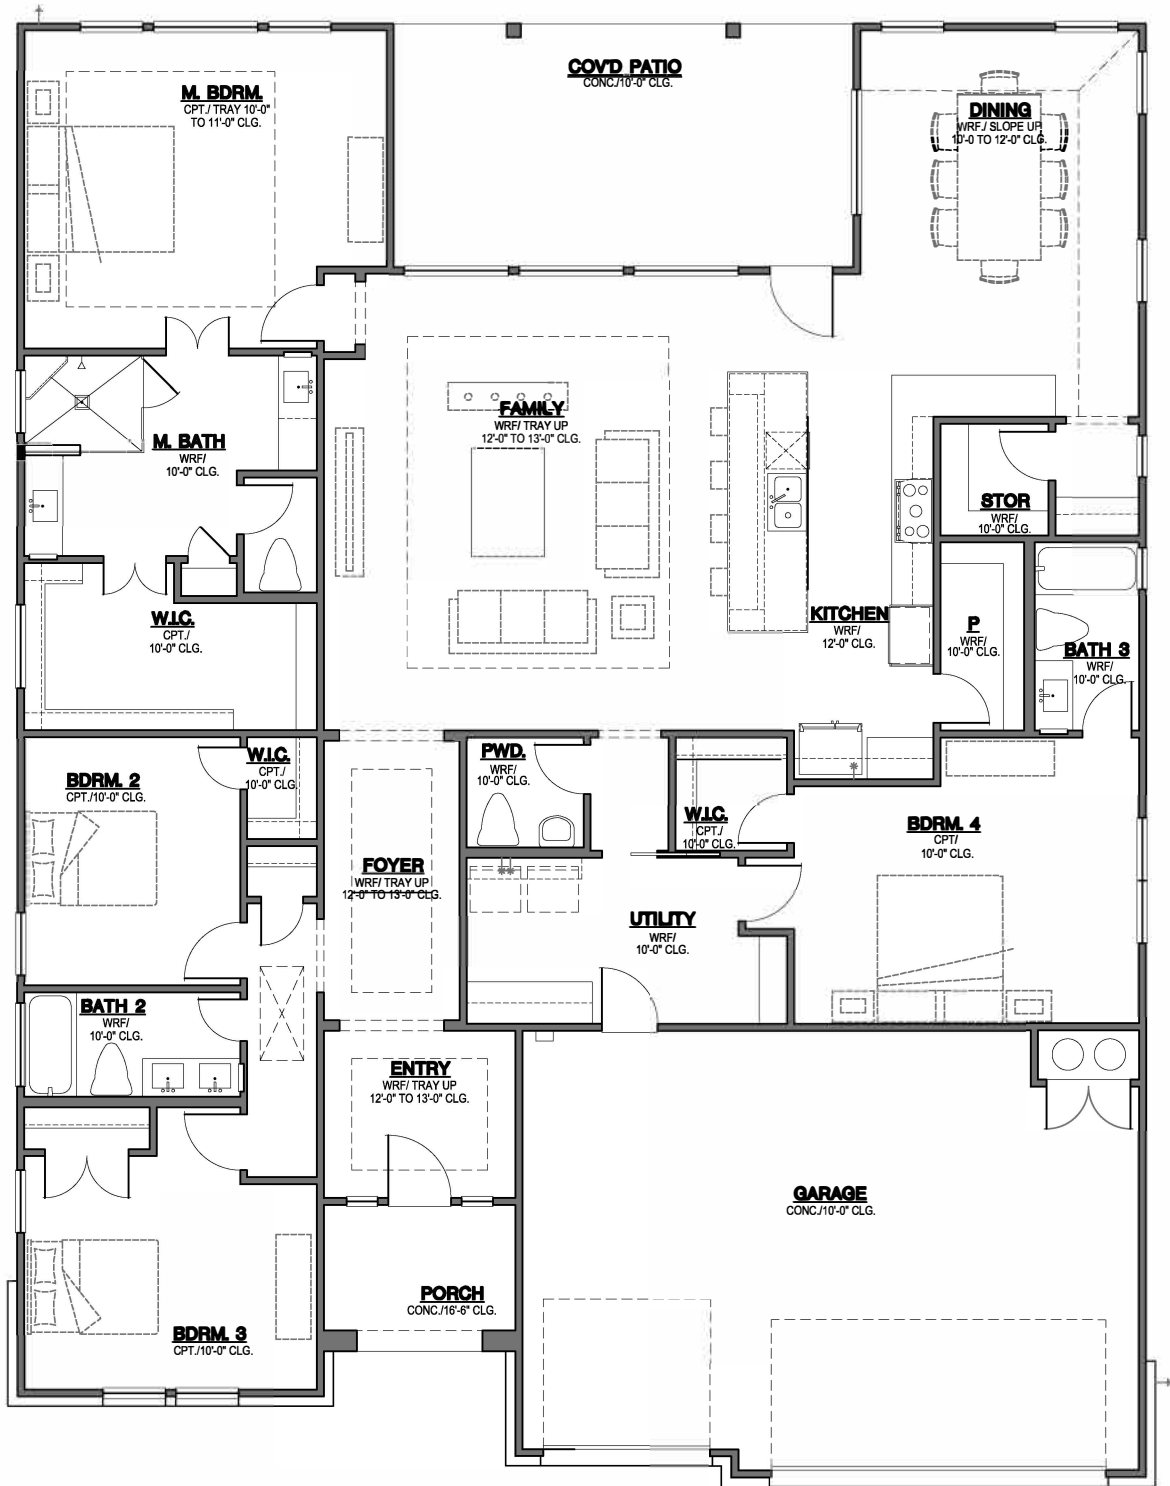 M. BDRM.
CPT./ TRAY 10'-0"
TO 11'-0" CLG.
COV'D PATIO
CONC./10'-0" CLG.
DINING
WRF./ SLOPE UP
10'-0 TO 12'-0" CLG.
FAMILY
WRF/ TRAY UP
12'-0" TO 13'-0" CLG.
M. BATH
WRF/
10'-0" CLG.
STOR
WRF/
10'-0" CLG.
W.I.C.
CPT./
10'-0" CLG.
KITCHEN
WRF/
12'-0" CLG.
P
WRF/
10'-0" CLG.
BATH 3
WRF/
10'-0" CLG.
BDRM. 2
CPT./10'-0" CLG.
W.I.C.
CPT./
10'-0" CLG.
PWD.
WRF/
10'-0" CLG.
W.I.C.
CPT./
10'-0" CLG.
BDRM. 4
CPT/
10'-0" CLG.
FOYER
WRF/ TRAY UP
12'-0" TO 13'-0" CLG.
UTILITY
WRF/
10'-0" CLG.
BATH 2
WRF/
10'-0" CLG.
ENTRY
WRF/ TRAY UP
12'-0" TO 13'-0" CLG.
GARAGE
CONC./10'-0" CLG.
PORCH
CONC./16'-6" CLG.
BDRM. 3
CPT./10'-0" CLG.